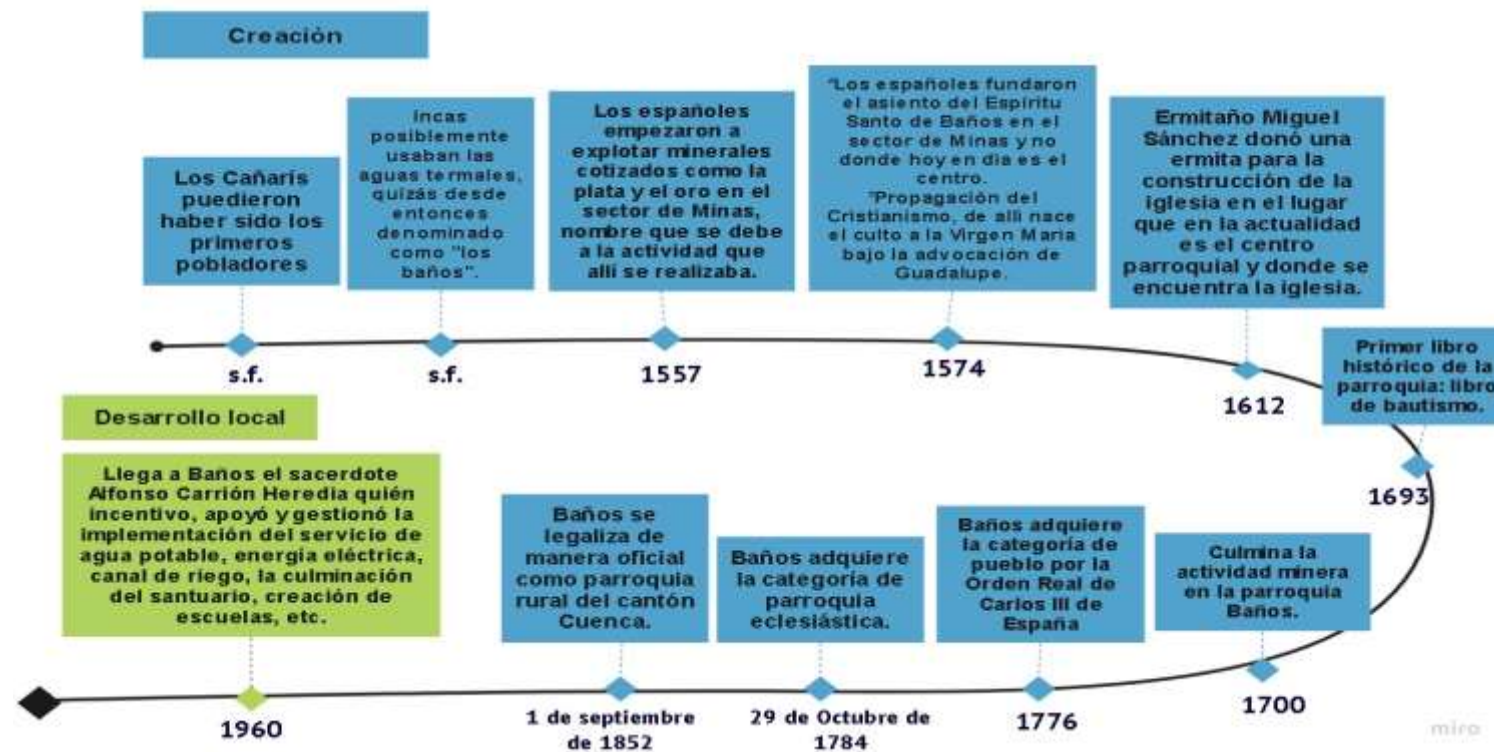 Creación
Los Cañaris
puedieron
haber sido los
primeros
pobladores
s.f.
Incas
posiblemente
usaban las
aguas termales,
quizás desde
entonces
denominado
como "los
baños".
s.f.
Los españoles
empezaron a
explotar minerales
cotizados como la
plata y el oro en el
sector de Minas,
nombre que se debe
a la actividad que
allí se realizaba.
1557
*Los españoles fundaron
el asiento del Espíritu
Santo de Baños en el
sector de Minas y no
donde hoy en día es el
centro.
*Propagación del
Cristianismo, de allí nace
el culto a la Virgen María
bajo la advocación de
Guadalupe.
1574
Ermitaño Miguel
Sánchez donó una
ermita para la
construcción de la
iglesia en el lugar
que en la actualidad
es el centro
parroquial y donde se
encuentra la iglesia.
1612
Primer libro
histórico de la
parroquia: libro
de bautismo.
1693
Culmina la
actividad minera
en la parroquia
Baños.
1700
Baños adquiere
la categoría de
pueblo por la
Orden Real de
Carlos III de
España
1776
Baños adquiere
la categoría de
parroquia
eclesiástica.
29 de Octubre de
1784
Baños se
legaliza de
manera oficial
como parroquia
rural del cantón
Cuenca.
1 de septiembre
de 1852
Desarrollo local
Llega a Baños el sacerdote
Alfonso Carrión Heredia quién
incentivo, apoyó y gestionó la
implementación del servicio de
agua potable, energía eléctrica,
canal de riego, la culminación
del santuario, creación de
escuelas, etc.
1960
miro